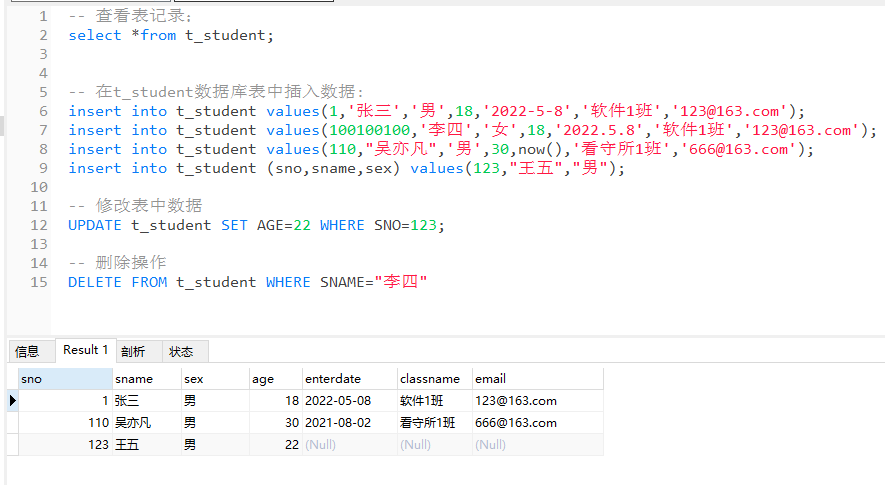 1 -- 查看表记录;
2 select *from t_student;
3
4
5 -- 在t_student数据库表中插入数据:
6 insert into t_student values(1,'张三','男',18,'2022-5-8','软件1班','123@163.com');
7 insert into t_student values(100100100,'李四','女',18,'2022.5.8','软件1班','123@163.com');
8 insert into t_student values(110,"吴亦凡",'男',30,now(),'看守所1班','666@163.com');
9 insert into t_student (sno,sname,sex) values(123,"王五","男");
10
11 -- 修改表中数据
12 UPDATE t_student SET AGE=22 WHERE SNO=123;
13
14 -- 删除操作
15 DELETE FROM t_student WHERE SNAME="李四"
信息 Result 1 剖析 状态
sno sname sex age enterdate classname email
1 张三 男 18 2022-05-08 软件1班 123@163.com
110 吴亦凡 男 30 2021-08-02 看守所1班 666@163.com
123 王五 男 22 (Null) (Null) (Null)